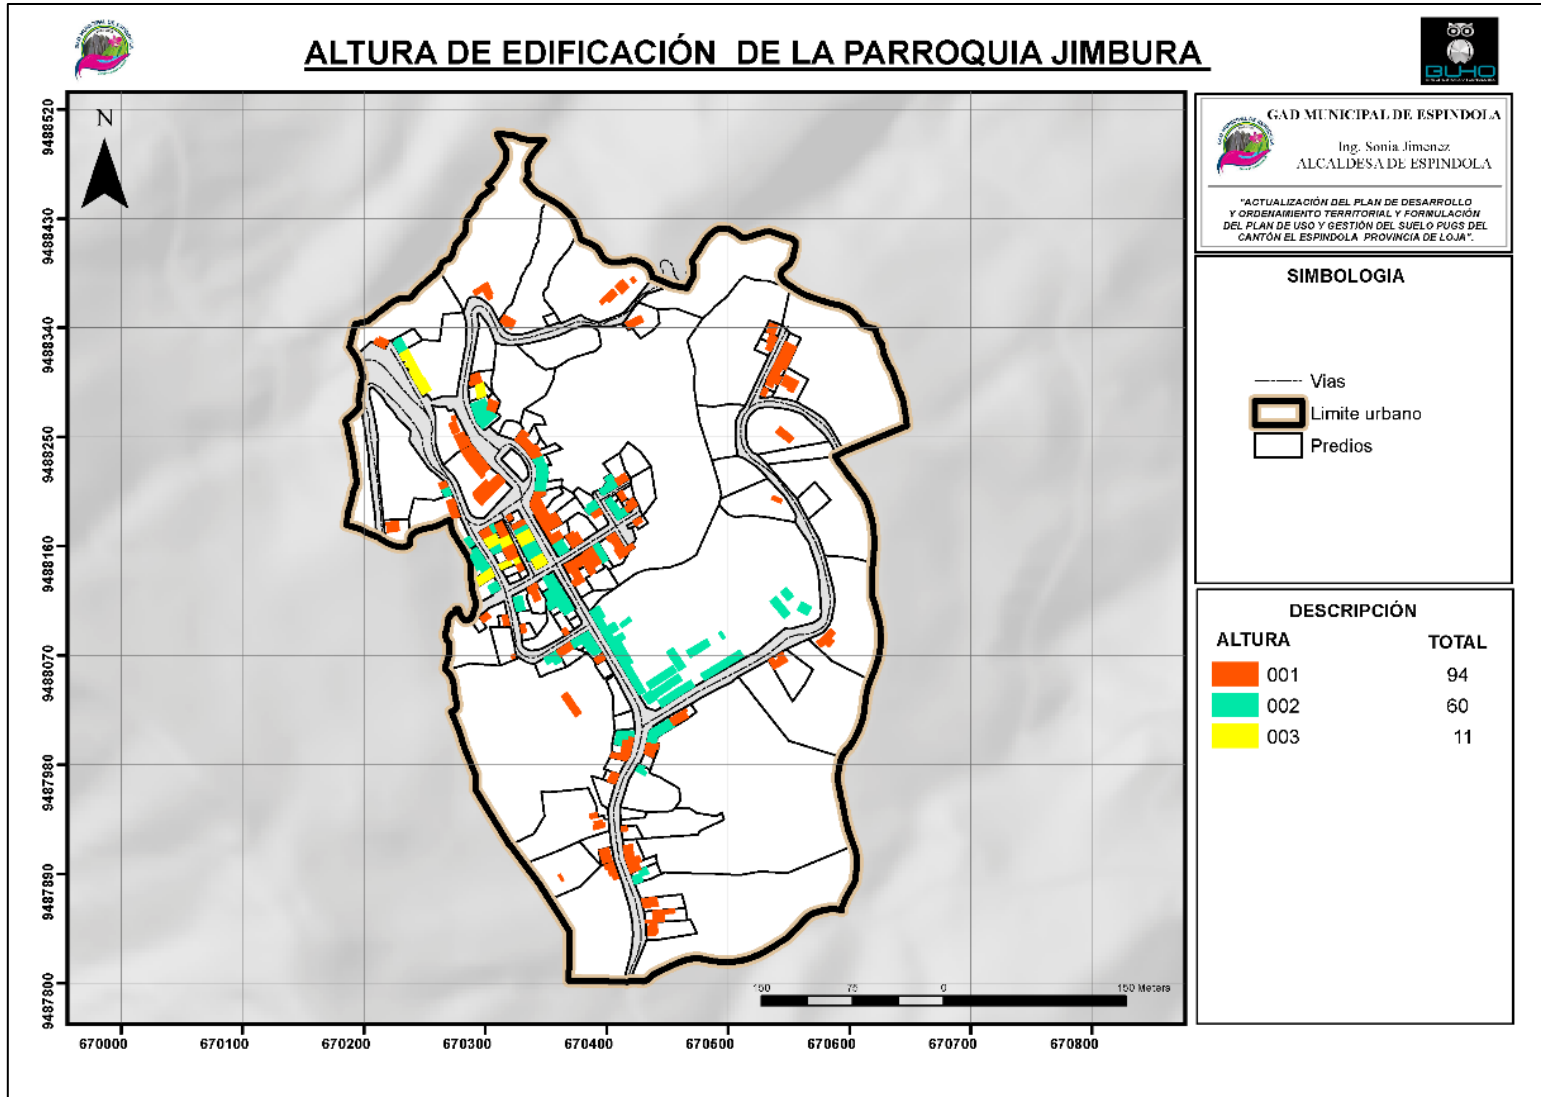 ALTURA DE EDIFICACIÓN DE LA PARROQUIA JIMBURA
BUHO
GAD MUNICIPAL DE ESPINDOLA
Ing. Sonia Jimenez
ALCALDESA DE ESPINDOLA
"ACTUALIZACIÓN DEL PLAN DE DESARROLLO
Y ORDENAMIENTO TERRITORIAL Y FORMULACIÓN
DEL PLAN DE USO Y GESTIÓN DEL SUELO PUGS DEL
CANTÓN EL ESPINDOLA PROVINCIA DE LOJA".
SIMBOLOGIA
Vias
Limite urbano
Predios
DESCRIPCIÓN
ALTURA TOTAL
001 94
002 60
003 11
N
9488520
9488430
9488340
9488250
9488160
9488070
9487980
9487890
9487800
150 75 0 150 Meters
670000 670100 670200 670300 670400 670500 670600 670700 670800